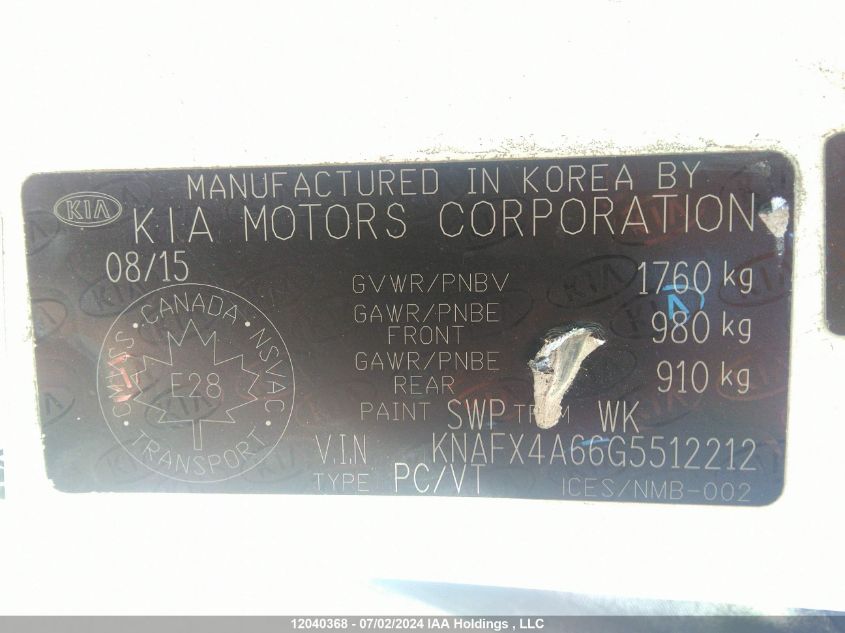 MANUFACTURED IN KOREA BY
KIA
KIA MOTORS CORPORATION
08/15
GVWR/PNBV 1760 kg
GAWR/PNBE
FRONT 980 kg
GAWR/PNBE
REAR 910 kg
CANADA
CMVSS NSVAC
E28
TRANSPORT
PAINT SWP WK
V.I.N KNAFX4A66G5512212
TYPE PC/VT ICES/NMB-002
12040368 - 07/02/2024 IAA Holdings , LLC